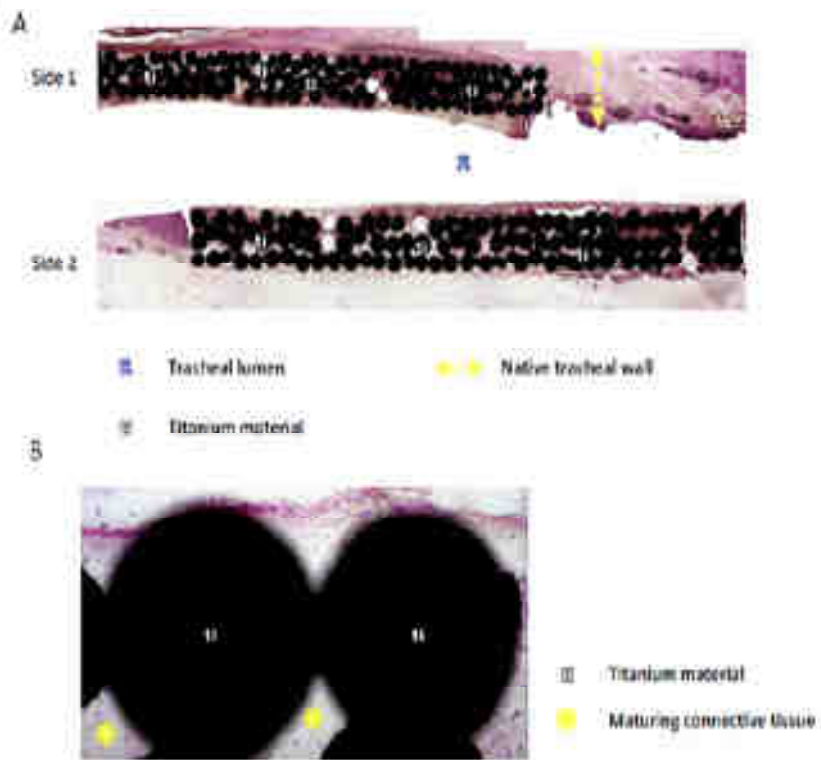 A
Side 1
Side 2
Tracheal lumen
Native tracheal wall
Titanium material
B
Titanium material
Maturing connective tissue